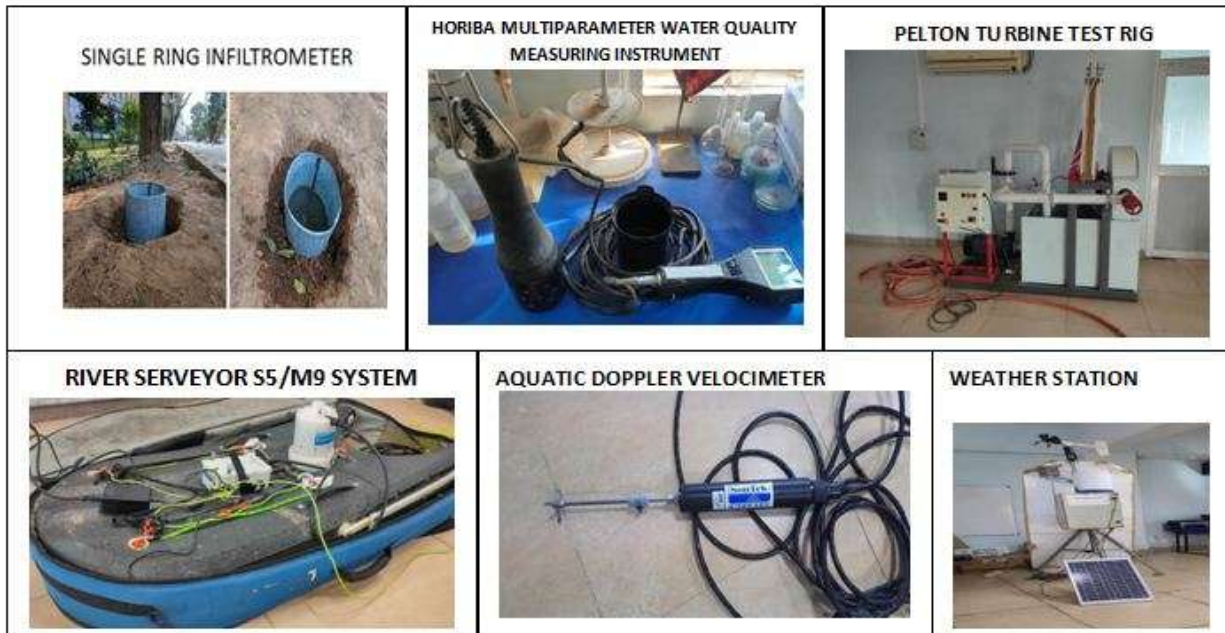 SINGLE RING INFILTROMETER
HORIBA MULTIPARAMETER WATER QUALITY
MEASURING INSTRUMENT
PELTON TURBINE TEST RIG
RIVER SERVEYOR S5/M9 SYSTEM
AQUATIC DOPPLER VELOCIMETER
SonTek
WEATHER STATION